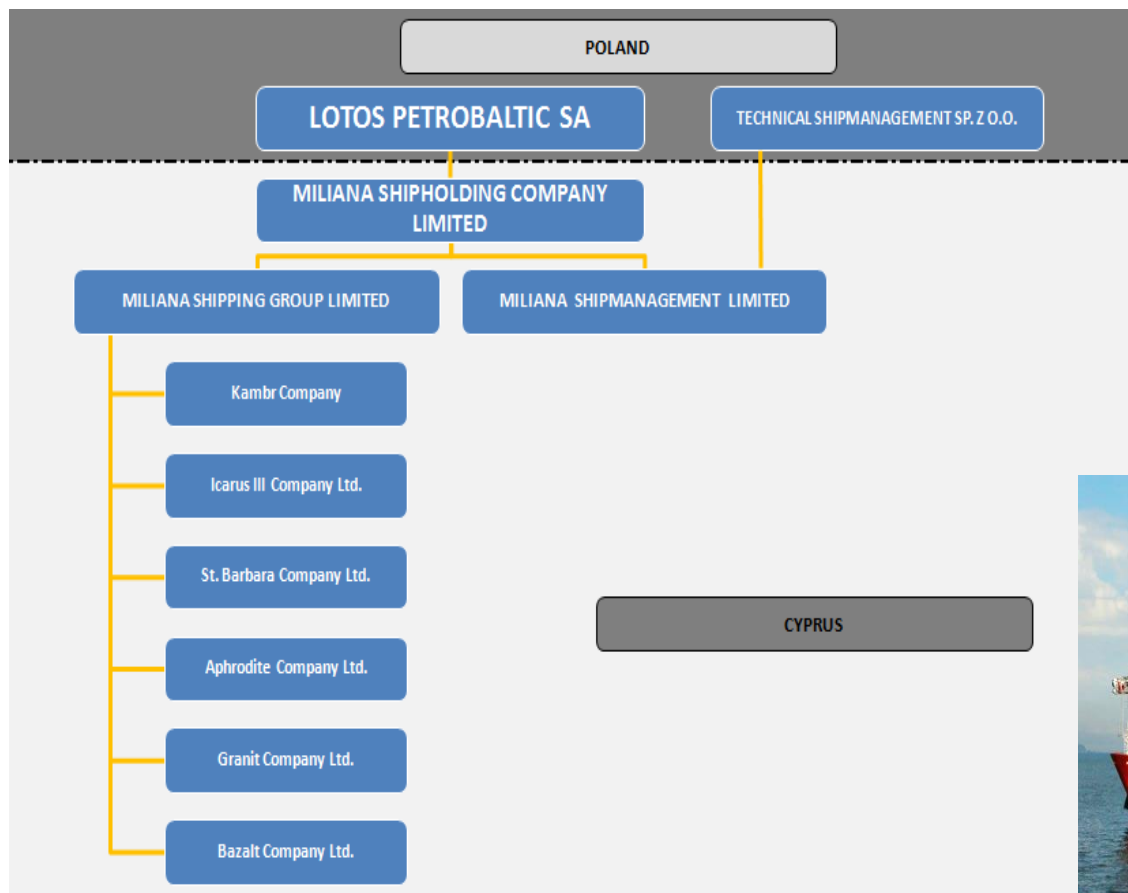 POLAND
LOTOS PETROBALTIC SA
TECHNICAL SHIPMANAGEMENT SP. Z O.O.
MILIANA SHIPHOLDING COMPANY
LIMITED
MILIANA SHIPPING GROUP LIMITED
MILIANA SHIPMANAGEMENT LIMITED
Kambr Company
Icarus III Company Ltd.
St. Barbara Company Ltd.
Aphrodite Company Ltd.
CYPRUS
Granit Company Ltd.
Bazalt Company Ltd.